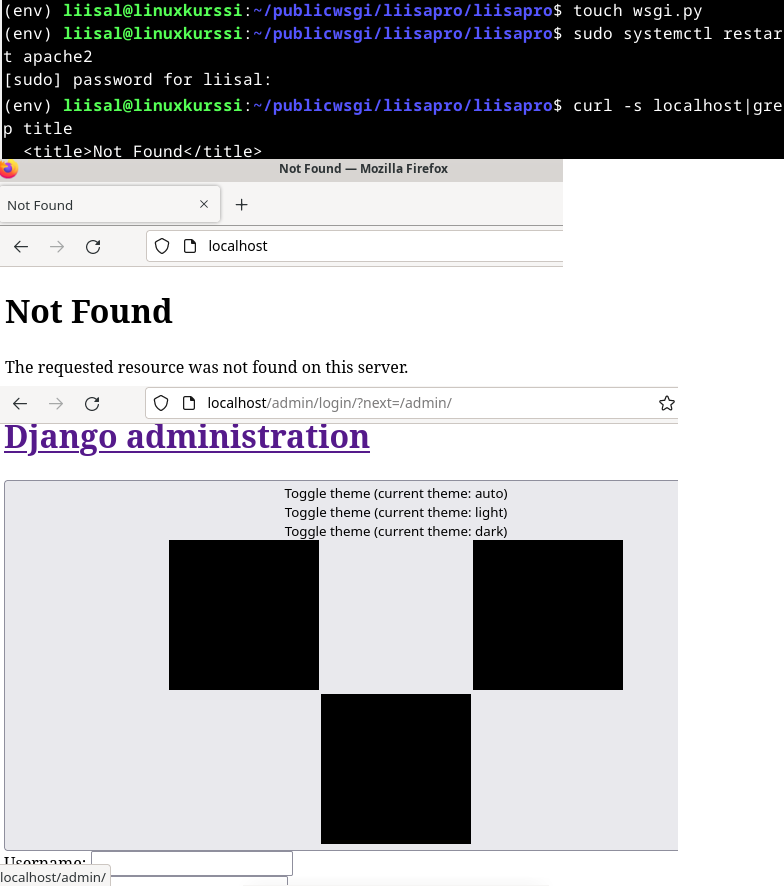 (env) liisal@linuxkurssi:~/publicwsgi/liisapro/liisapro$ touch wsgi.py
(env) liisal@linuxkurssi:~/publicwsgi/liisapro/liisapro$ sudo systemctl restar
t apache2
[sudo] password for liisal:
(env) liisal@linuxkurssi:~/publicwsgi/liisapro/liisapro$ curl -s localhost|gre
p title
<title>Not Found</title>
Not Found — Mozilla Firefox
Not Found
localhost
Not Found
The requested resource was not found on this server.
localhost/admin/login/?next=/admin/
Django administration
Toggle theme (current theme: auto)
Toggle theme (current theme: light)
Toggle theme (current theme: dark)
Username:
localhost/admin/